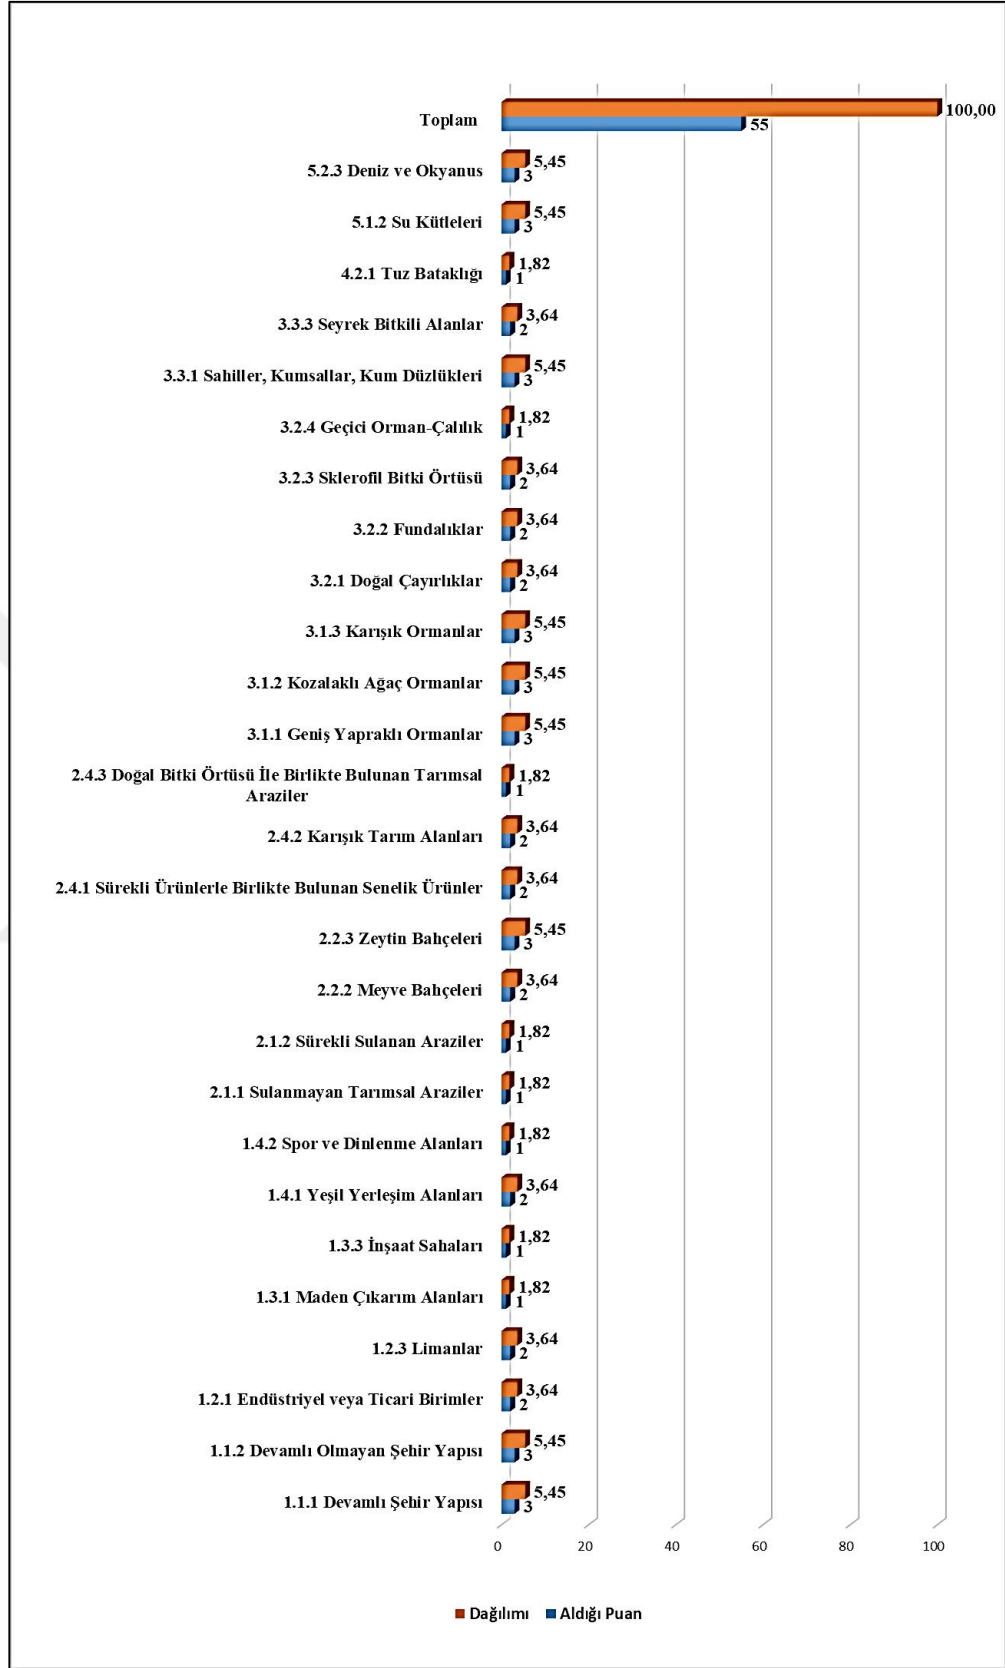 Toplam 100,00
55
5.2.3 Deniz ve Okyanus 5,45
3
5.1.2 Su Kütleleri 5,45
3
4.2.1 Tuz Bataklığı 1,82
1
3.3.3 Seyrek Bitkili Alanlar 3,64
2
3.3.1 Sahiller, Kumsallar, Kum Düzlükleri 5,45
3
3.2.4 Geçici Orman-Çalılık 1,82
1
3.2.3 Sklerofil Bitki Örtüsü 3,64
2
3.2.2 Fundalıklar 3,64
2
3.2.1 Doğal Çayırlıklar 3,64
2
3.1.3 Karışık Ormanlar 5,45
3
3.1.2 Kozalaklı Ağaç Ormanlar 5,45
3
3.1.1 Geniş Yapraklı Ormanlar 5,45
3
2.4.3 Doğal Bitki Örtüsü İle Birlikte Bulunan Tarımsal 1,82
Araziler 1
2.4.2 Karışık Tarım Alanları 3,64
2
2.4.1 Sürekli Ürünlerle Birlikte Bulunan Senelik Ürünler 3,64
2
2.2.3 Zeytin Bahçeleri 5,45
3
2.2.2 Meyve Bahçeleri 3,64
2
2.1.2 Sürekli Sulanan Araziler 1,82
1
2.1.1 Sulanmayan Tarımsal Araziler 1,82
1
1.4.2 Spor ve Dinlenme Alanları 1,82
1
1.4.1 Yeşil Yerleşim Alanları 3,64
2
1.3.3 İnşaat Sahaları 1,82
1
1.3.1 Maden Çıkarım Alanları 1,82
1
1.2.3 Limanlar 3,64
2
1.2.1 Endüstriyel veya Ticari Birimler 3,64
2
1.1.2 Devamlı Olmayan Şehir Yapısı 5,45
3
1.1.1 Devamlı Şehir Yapısı 5,45
3
0 20 40 60 80 100
Dağılımı Aldığı Puan